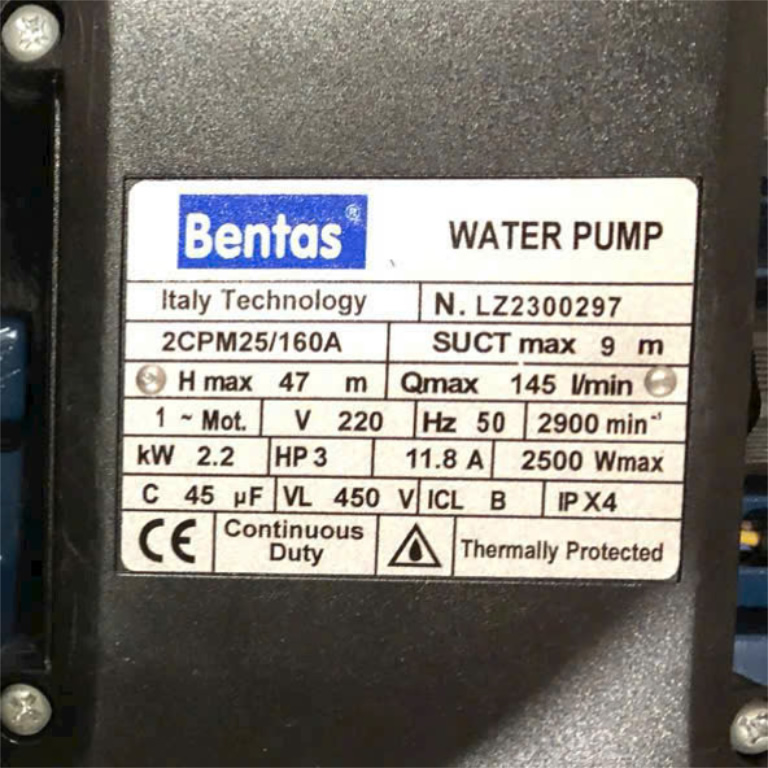 Bentas® WATER PUMP
Italy Technology N. LZ2300297
2CPM25/160A SUCT max 9 m
H max 47 m Qmax 145 l/min
1 ~ Mot. V 220 Hz 50 2900 min⁻¹
kW 2.2 HP 3 11.8 A 2500 Wmax
C 45 µF VL 450 V ICL B IP X4
CE Continuous Duty Thermally Protected